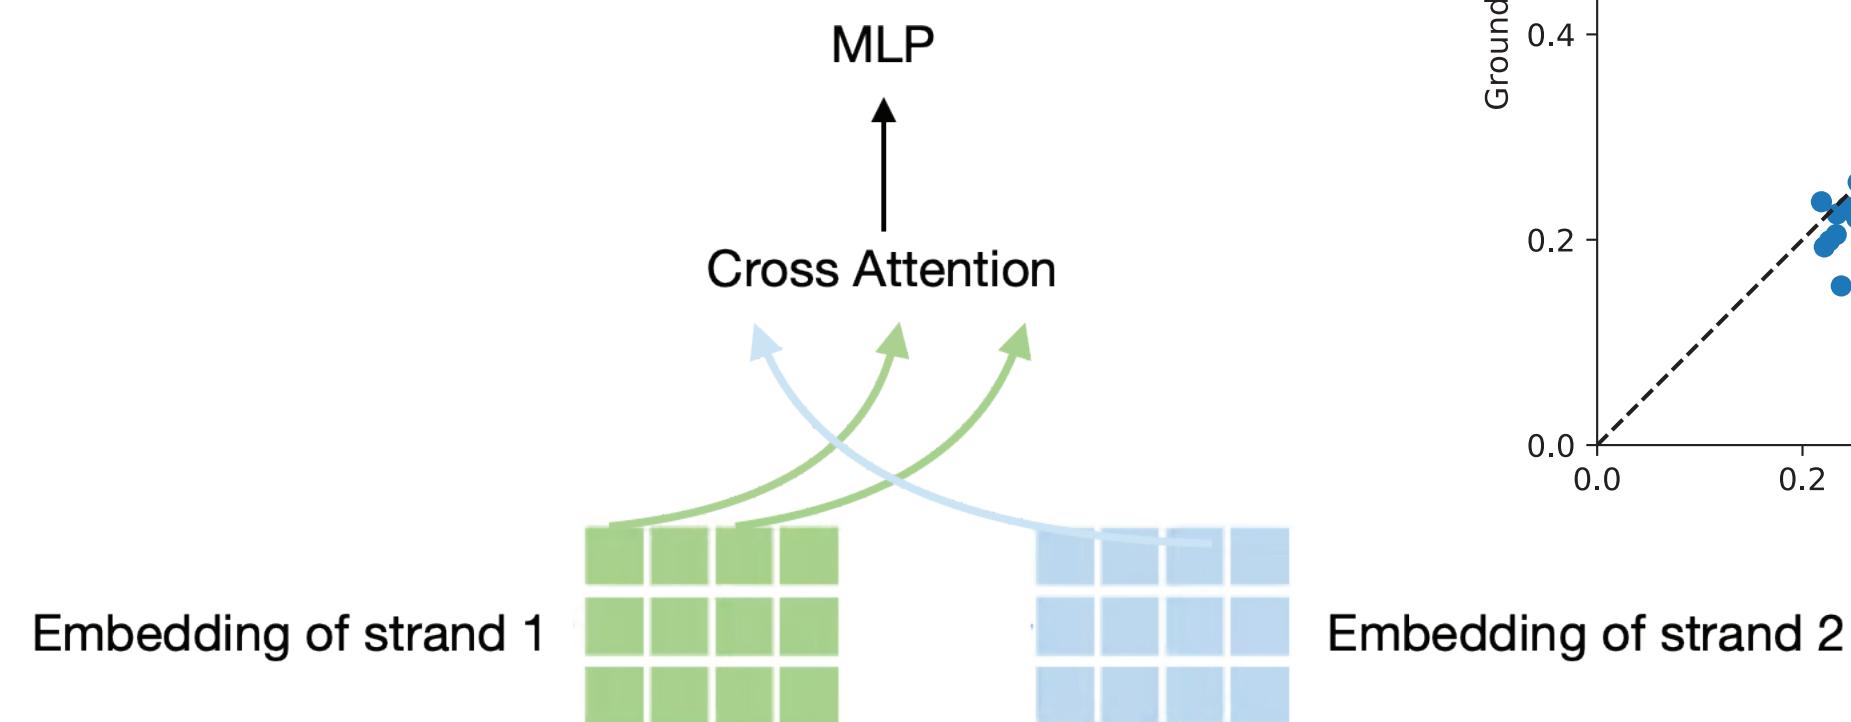 MLP
Cross Attention
Embedding of strand 1
Embedding of strand 2
Ground
0.4
0.2
0.0
0.0
0.2